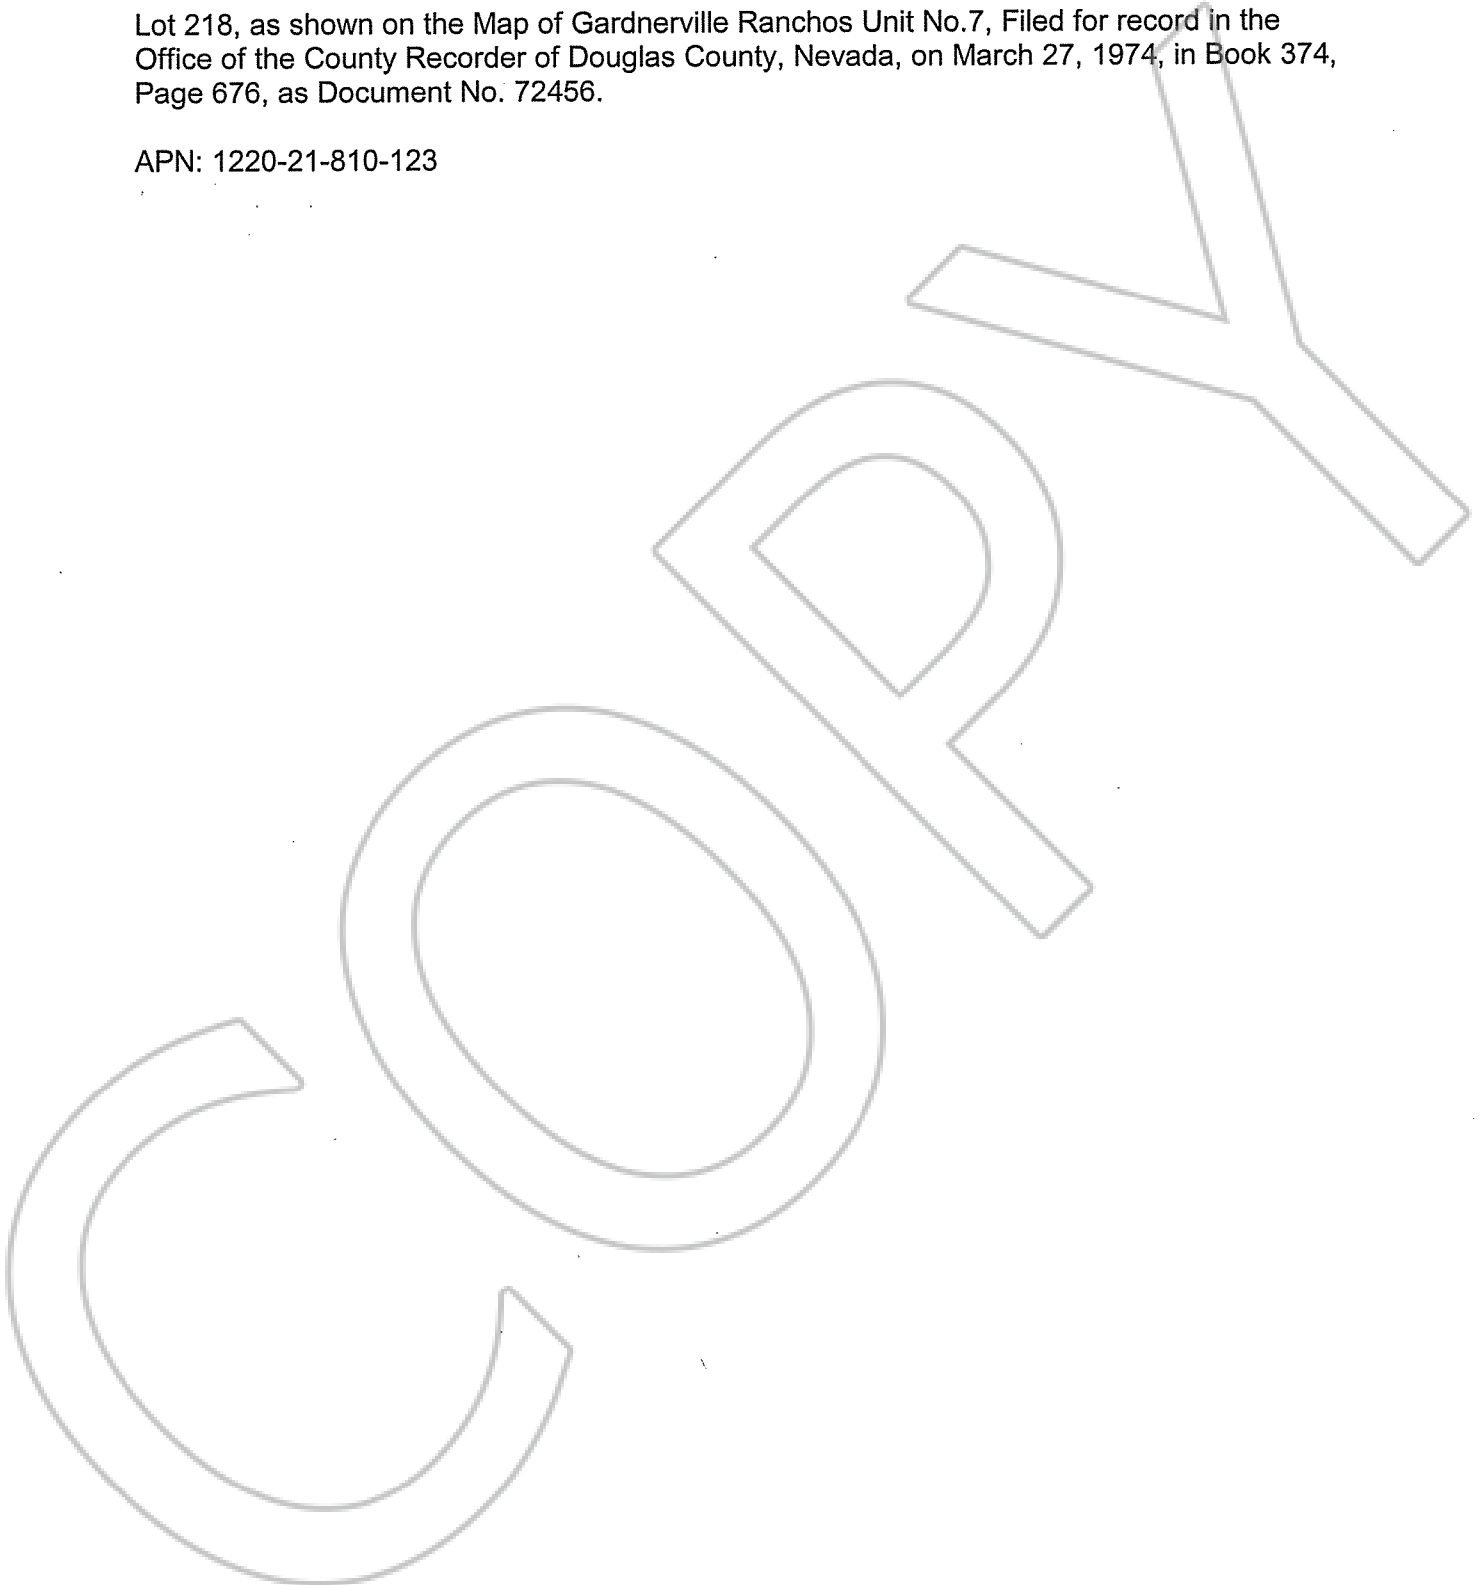 Lot 218, as shown on the Map of Gardnerville Ranchos Unit No.7, Filed for record in the
Office of the County Recorder of Douglas County, Nevada, on March 27, 1974, in Book 374,
Page 676, as Document No. 72456.
APN: 1220-21-810-123
COPY